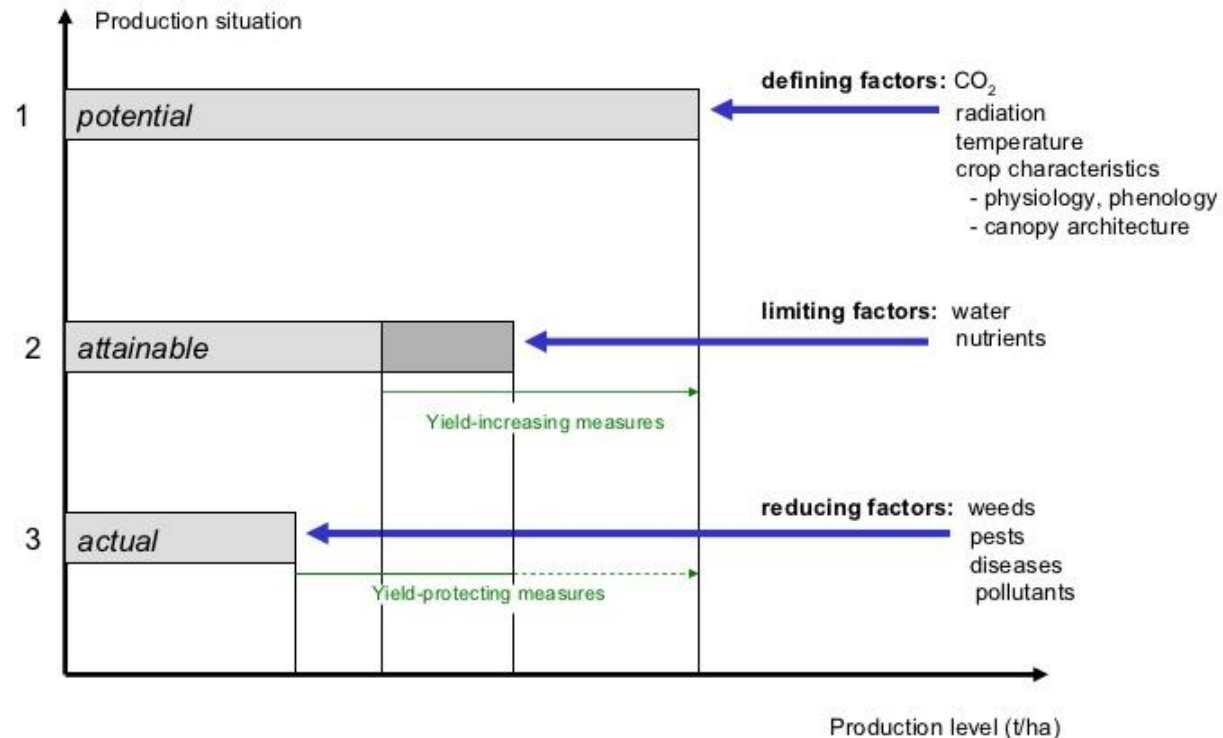 Production situation
1
potential
defining factors: CO₂
radiation
temperature
crop characteristics
- physiology, phenology
- canopy architecture
2
attainable
limiting factors: water
nutrients
Yield-increasing measures
3
actual
reducing factors: weeds
pests
diseases
pollutants
Yield-protecting measures
Production level (t/ha)